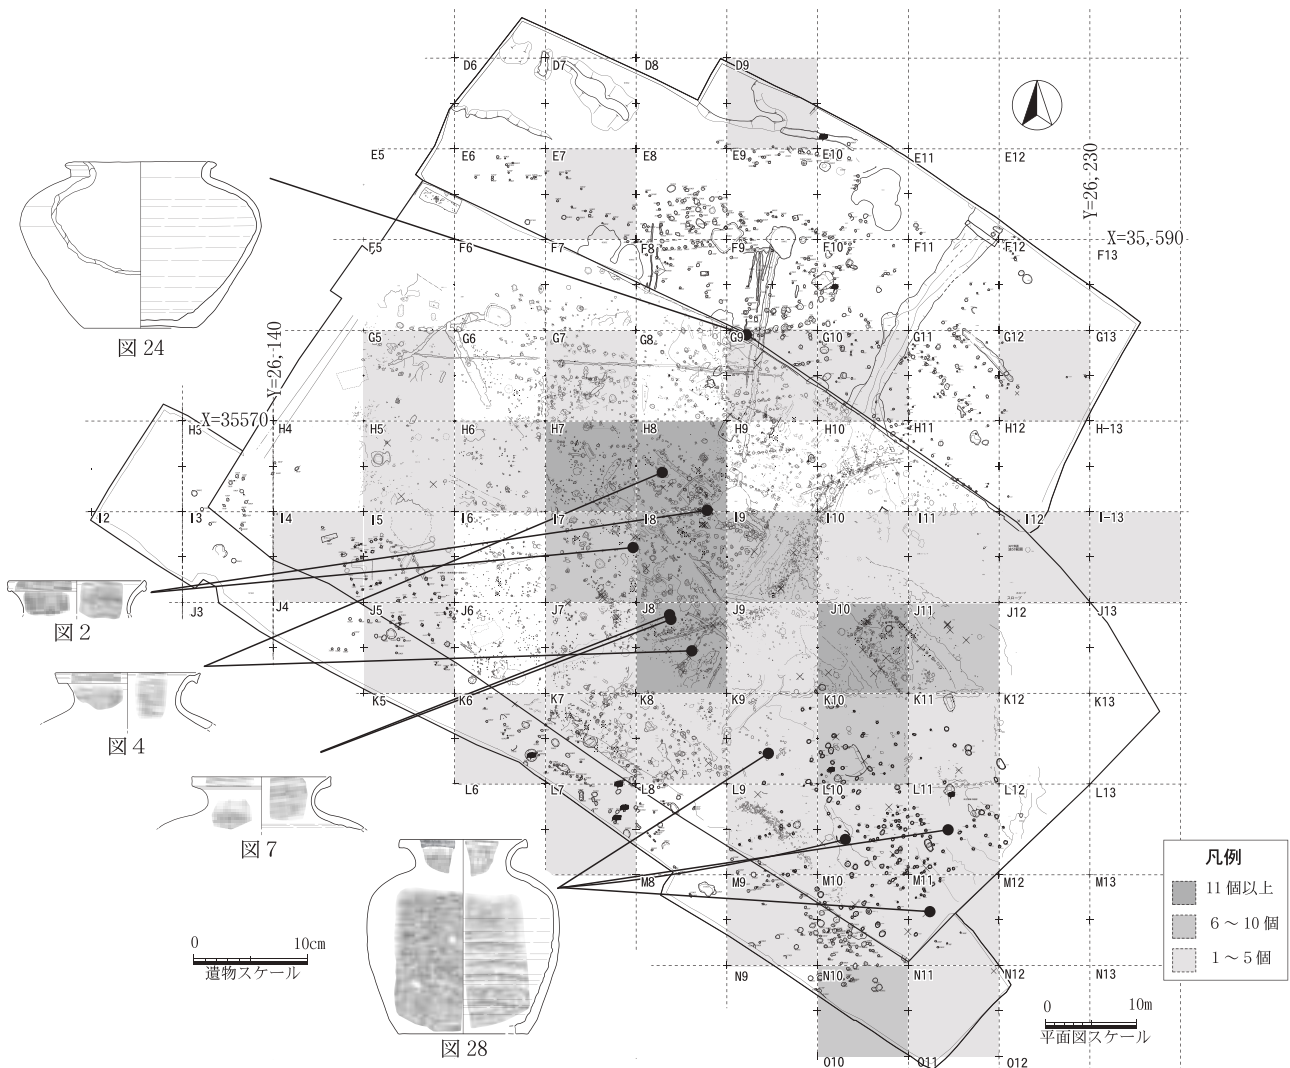 D6 D7 D8 D9
E5 E6 E7 E8 E9 E10 E11 E12
Y=26,230
X=35,590
F5 F6 F7 F8 F9 F10 F11 F12 F13
図 24
Y=26,140
G5 G6 G7 G8 G9 G10 G11 G12 G13
X=35570
H3 H4 H5 H6 H7 H8 H9 H10 H11 H12 H-13
I2 I3 I4 I5 I6 I7 I8 I9 I10 I11 I12 I-13
J3 J4 J5 J6 J7 J8 J9 J10 J11 J12 J13
図 2
K5 K6 K7 K8 K9 K10 K11 K12 K13
図 4
L6 L7 L8 L9 L10 L11 L12 L13
図 7
M8 M9 M10 M11 M12 M13
凡例
11 個以上
6 ～ 10 個
1 ～ 5 個
0 10cm
遺物スケール
N9 N10 N11 N12 N13
0 10m
平面図スケール
図 28
O10 O11 O12